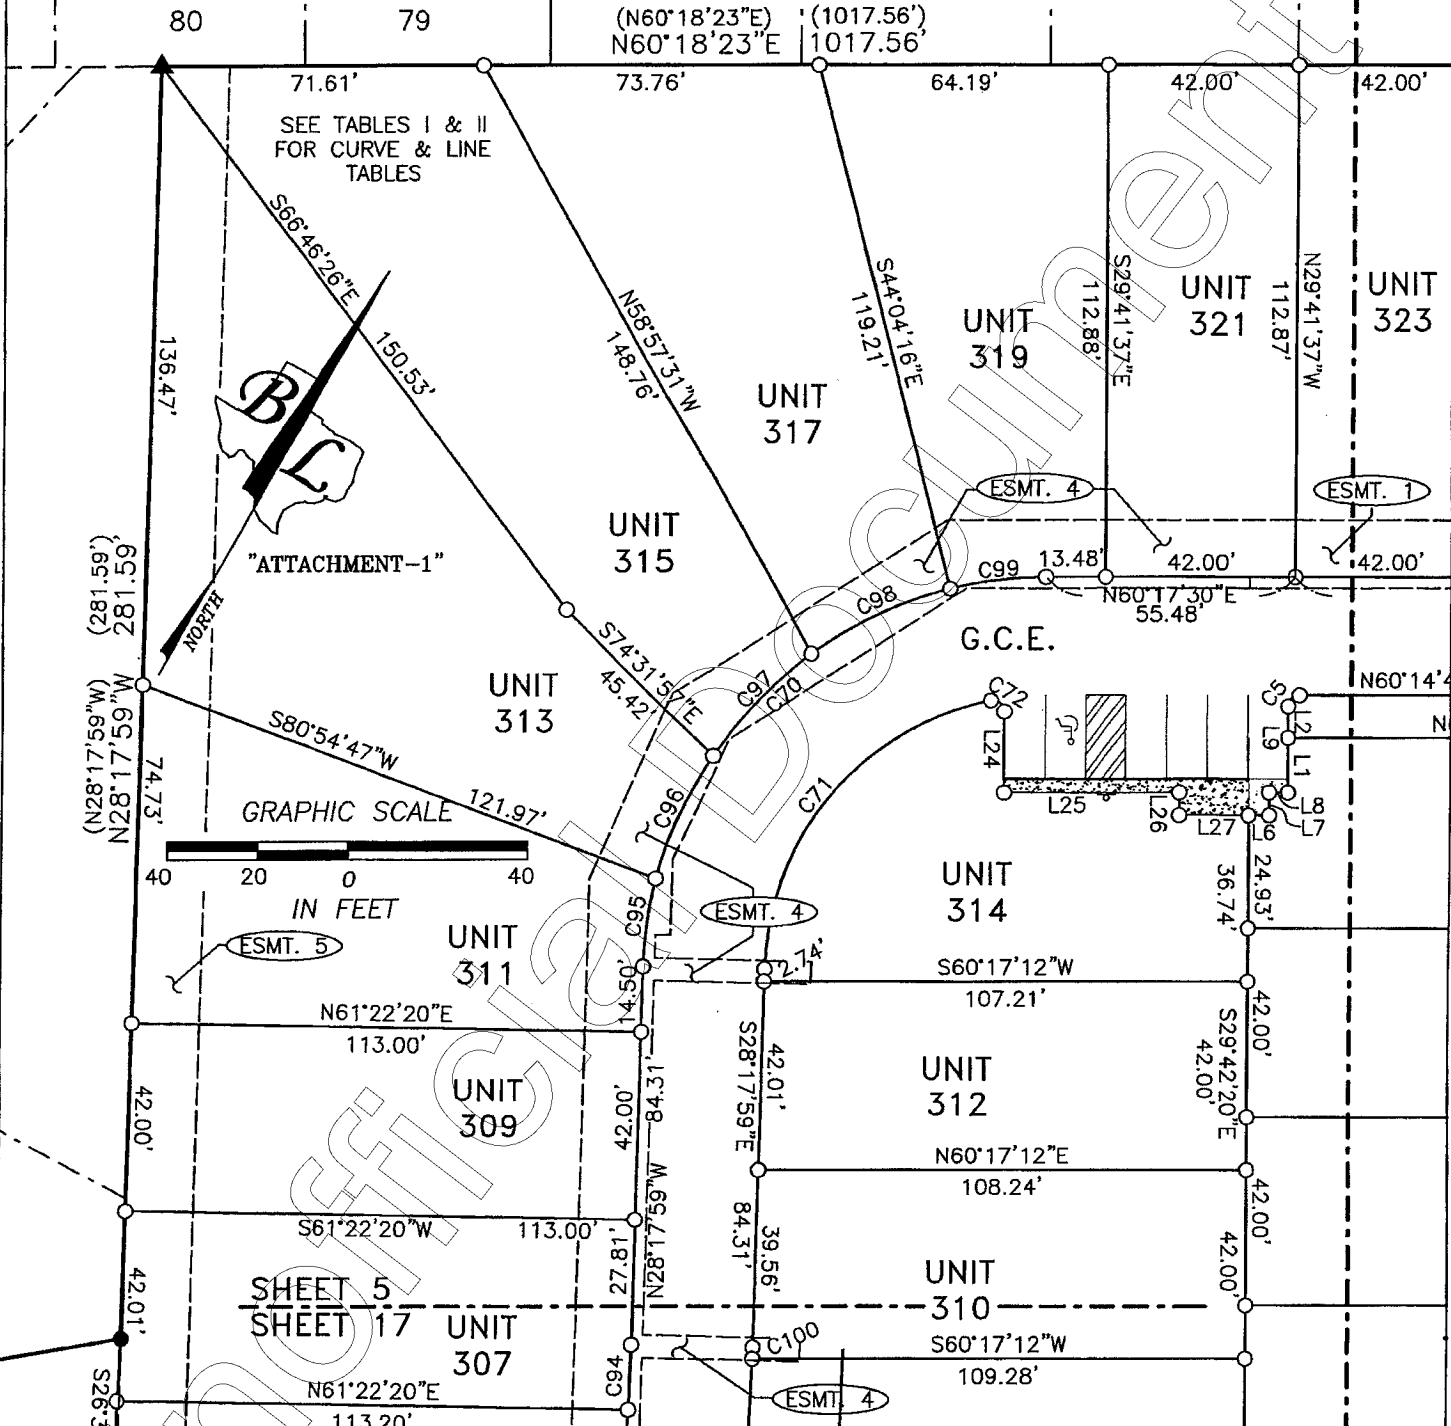 80
79
(N60°18'23"E)
(1017.56')
N60°18'23"E
1017.56'
71.61'
73.76'
64.19'
42.00'
42.00'
SEE TABLES I & II
FOR CURVE & LINE
TABLES
S66°46'26"E
150.53'
N58°57'31"W
148.76'
S44°04'16"E
119.21'
S29°41'37"E
112.88'
N29°41'37"W
112.87'
UNIT
321
UNIT
323
UNIT
319
UNIT
317
136.47'
B
L
NORTH
"ATTACHMENT-1"
UNIT
315
ESMT. 4
ESMT. 1
C99
13.48'
42.00'
42.00'
N60°17'30"E
55.48'
C98
G.C.E.
(281.59')
281.59'
(N28°17'59"W)
N28°17'59"W
UNIT
313
S74°31'57"E
45.42'
C97
C70
C72
C5
L2
N60°14'4
L24
L9
L1
C71
L25
L26
L27
L6
L8
L7
S80°54'47"W
121.97'
74.73'
C96
GRAPHIC SCALE
40
20
0
40
IN FEET
ESMT. 5
UNIT
311
C95
ESMT. 4
2.74'
UNIT
314
36.74'
24.93'
S60°17'12"W
107.21'
14.50'
N61°22'20"E
113.00'
UNIT
309
42.00'
42.00'
84.31'
N28°17'59"W
S28°17'59"E
42.01'
UNIT
312
S29°42'20"E
42.00'
42.00'
N60°17'12"E
108.24'
S61°22'20"W
113.00'
27.81'
84.31'
39.56'
42.00'
42.00'
UNIT
310
SHEET 5
SHEET 17
42.01'
UNIT
307
C100
S60°17'12"W
109.28'
C94
N61°22'20"E
113.20'
ESMT. 4
Unofficial Document